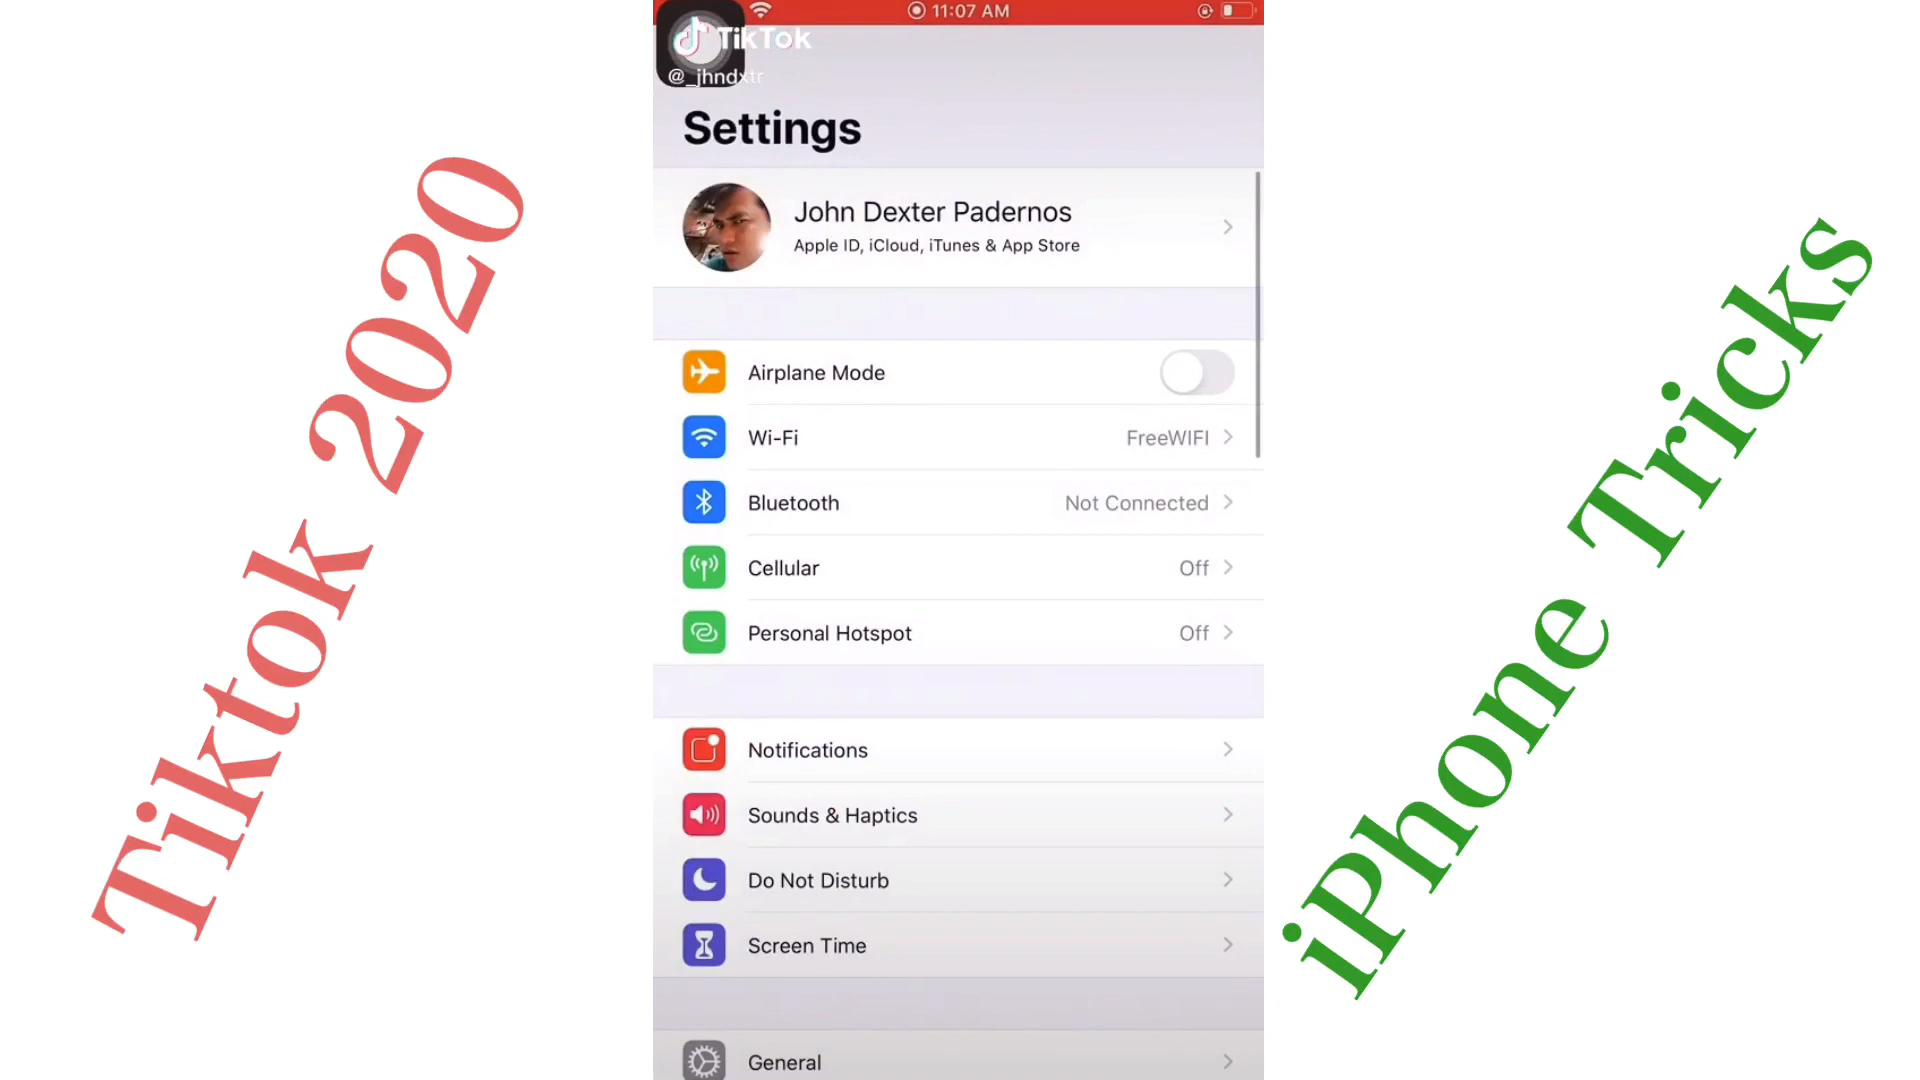 11:07 AM
TikTok
@_jhndxtr
Settings
John Dexter Padernos
Apple ID, iCloud, iTunes & App Store
Airplane Mode
Wi-Fi FreeWIFI
Bluetooth Not Connected
Cellular Off
Personal Hotspot Off
Notifications
Sounds & Haptics
Do Not Disturb
Screen Time
General
Tiktok 2020
iPhone Tricks